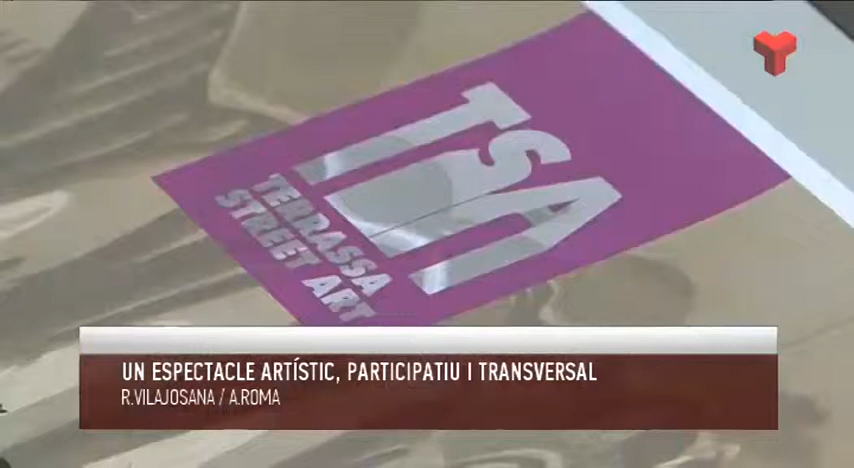 TSA
TERRASSA
STREET ART
UN ESPECTACLE ARTÍSTIC, PARTICIPATIU I TRANSVERSAL
R.VILAJOSANA / A.ROMA